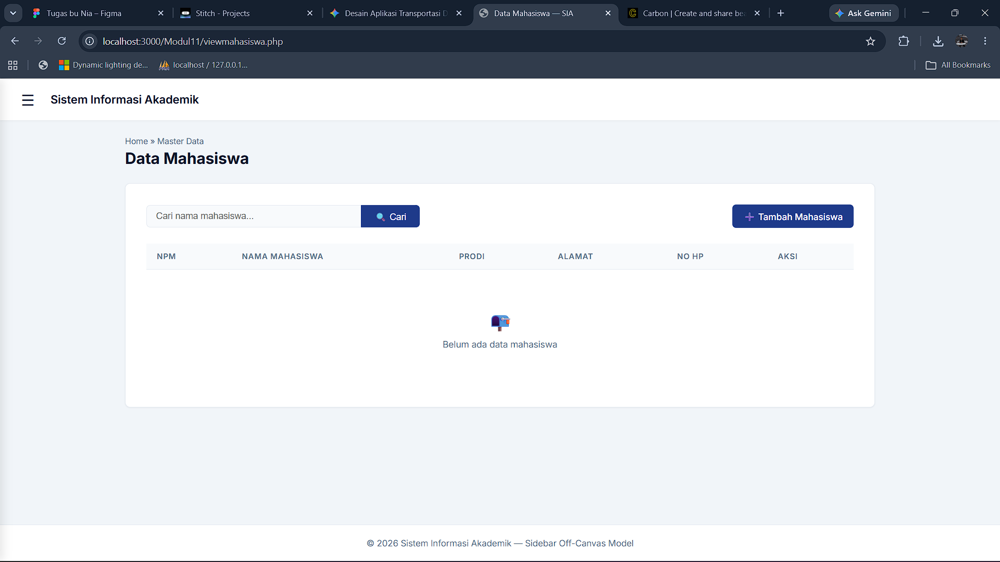 Tugas bu Nia – Figma
Stitch - Projects
Desain Aplikasi Transportasi D
Data Mahasiswa — SIA
Carbon | Create and share bea
Ask Gemini
localhost:3000/Modul11/viewmahasiswa.php
Dynamic lighting de...
localhost / 127.0.0.1...
All Bookmarks
Sistem Informasi Akademik
Home » Master Data
Data Mahasiswa
Cari nama mahasiswa...
Cari
Tambah Mahasiswa
NPM NAMA MAHASISWA PRODI ALAMAT NO HP AKSI
Belum ada data mahasiswa
© 2026 Sistem Informasi Akademik — Sidebar Off-Canvas Model